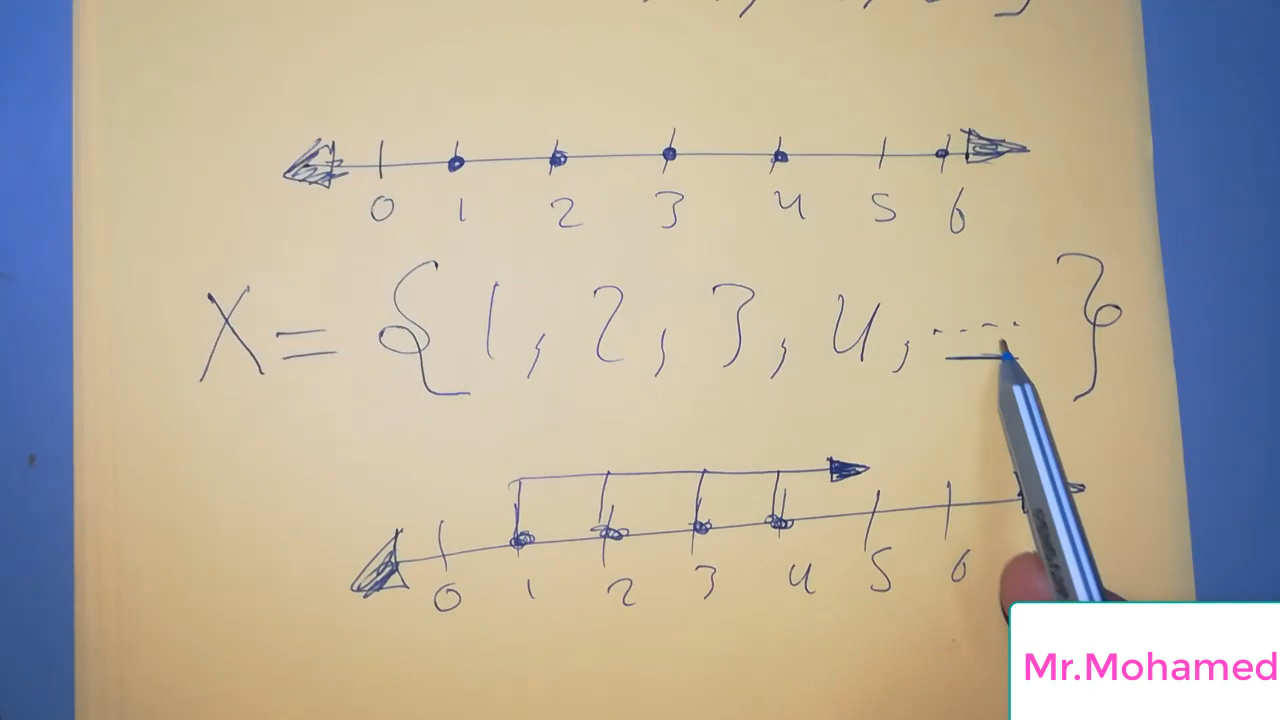 0 1 2 3 4 5 6
X = { 1 , 2 , 3 , 4 , ---- }
0 1 2 3 4 5 6
Mr.Mohamed